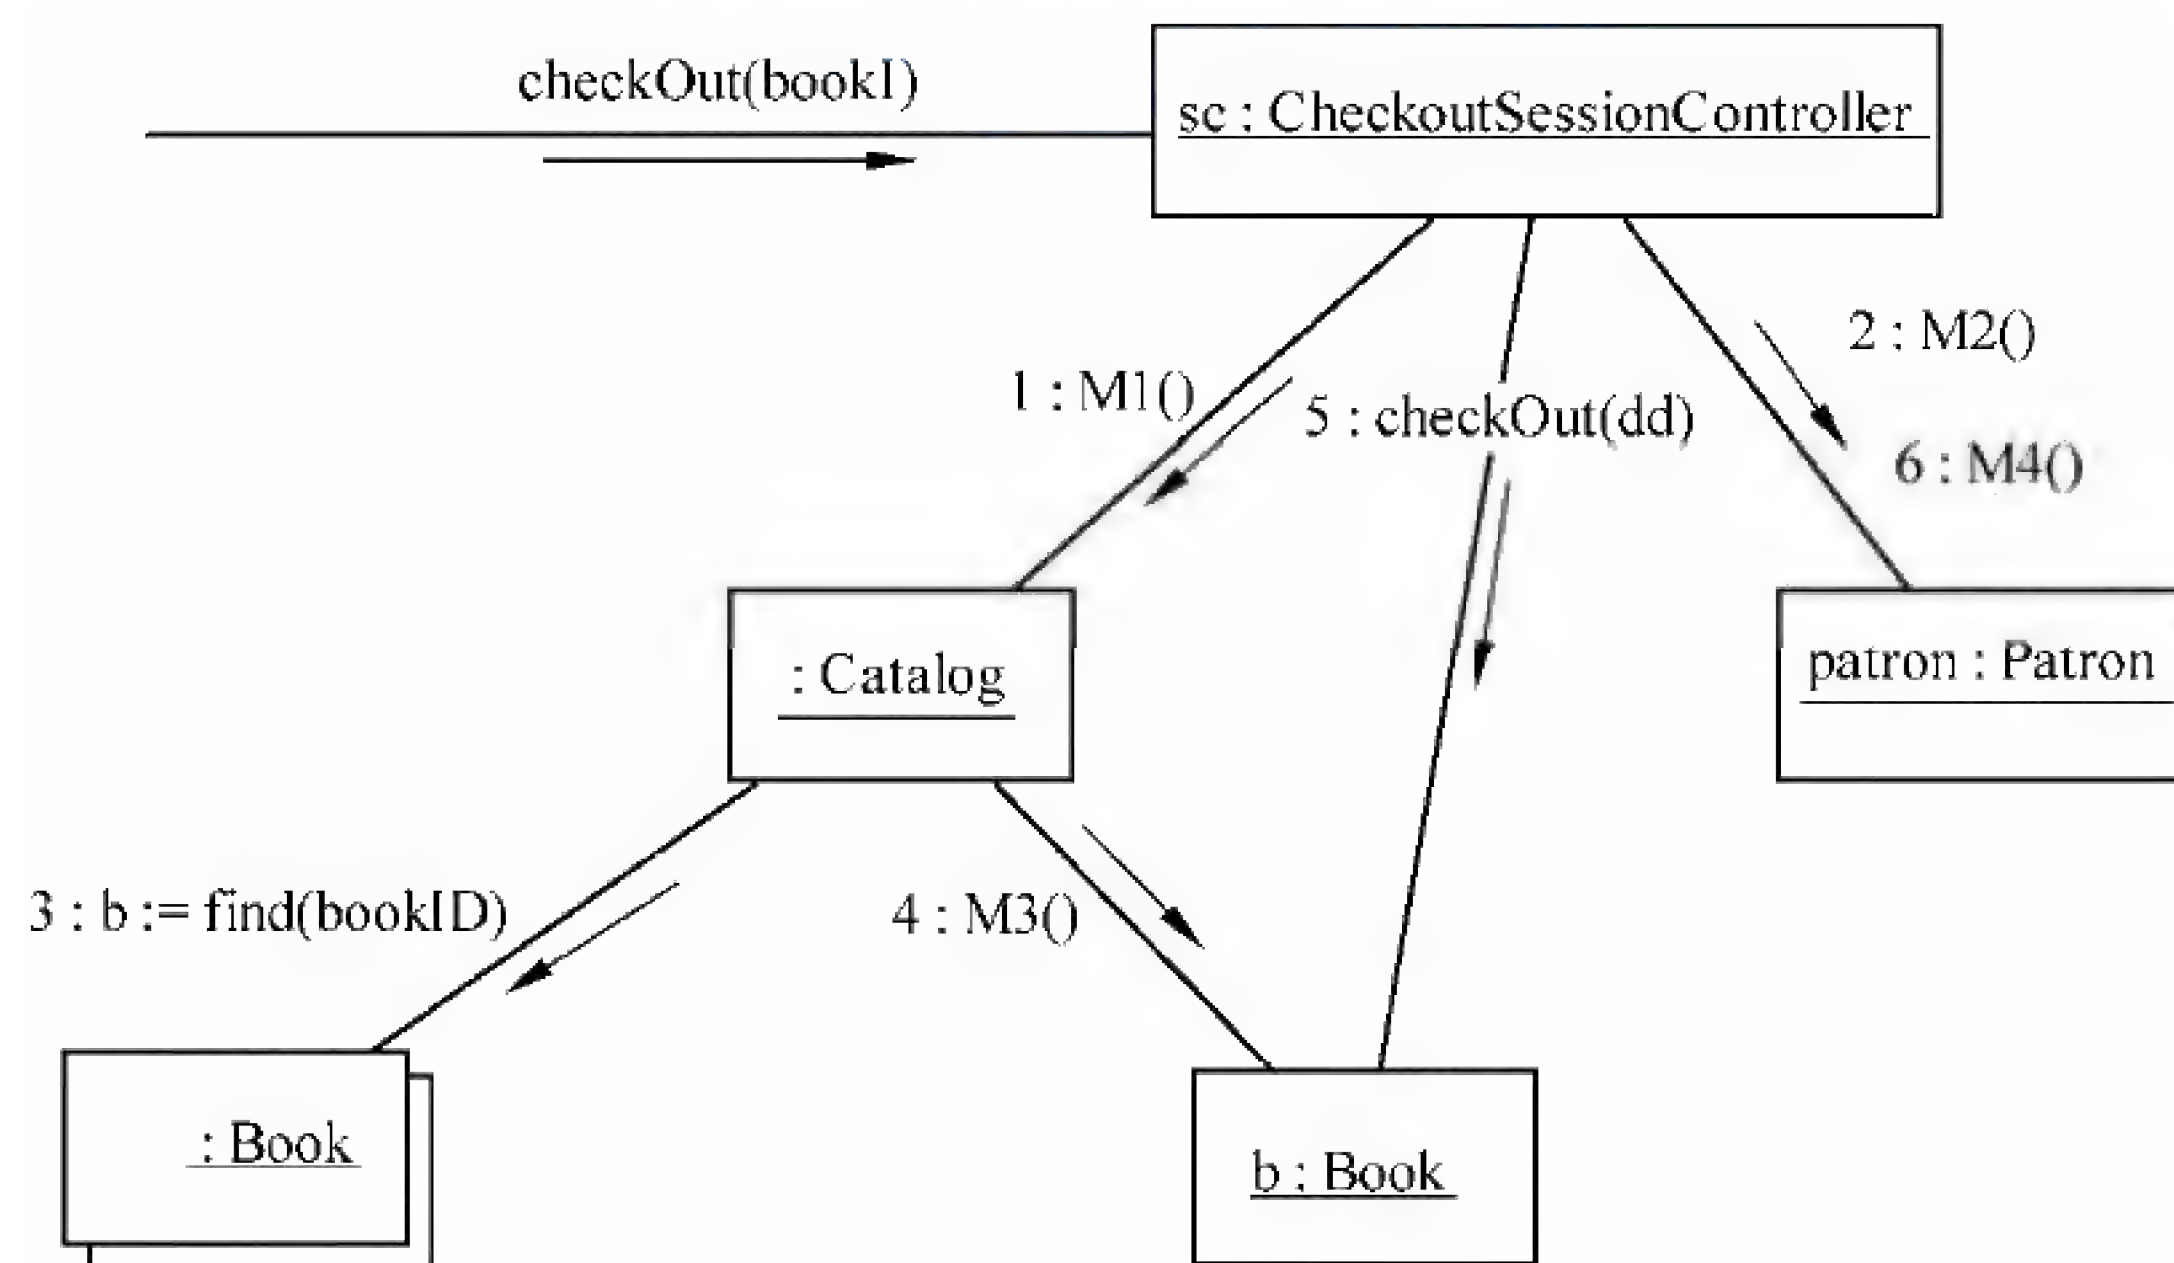 checkOut(bookI)
sc : CheckoutSessionController
2 : M2()
1 : M1()
5 : checkOut(dd)
6 : M4()
: Catalog
patron : Patron
3 : b := find(bookID)
4 : M3()
: Book
b : Book